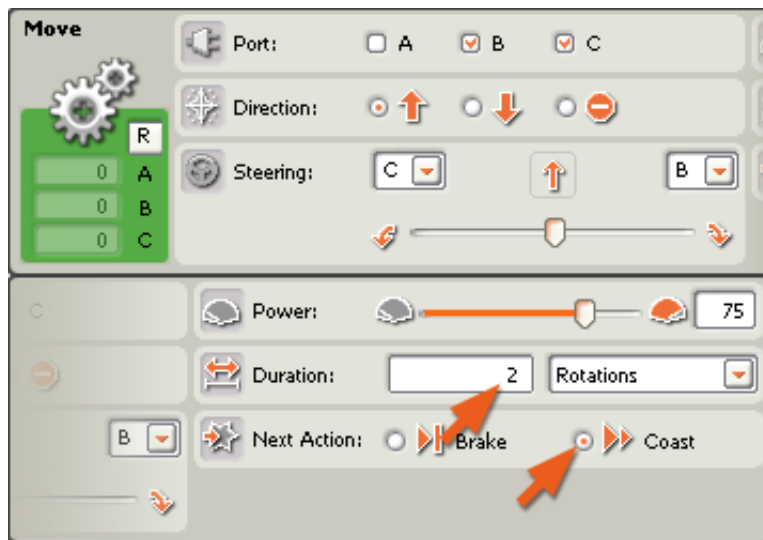 Move
Port: A B C
Direction:
R
Steering: C B
0 A
0 B
0 C
C
Power: 75
Duration: 2 Rotations
B
Next Action: Brake Coast